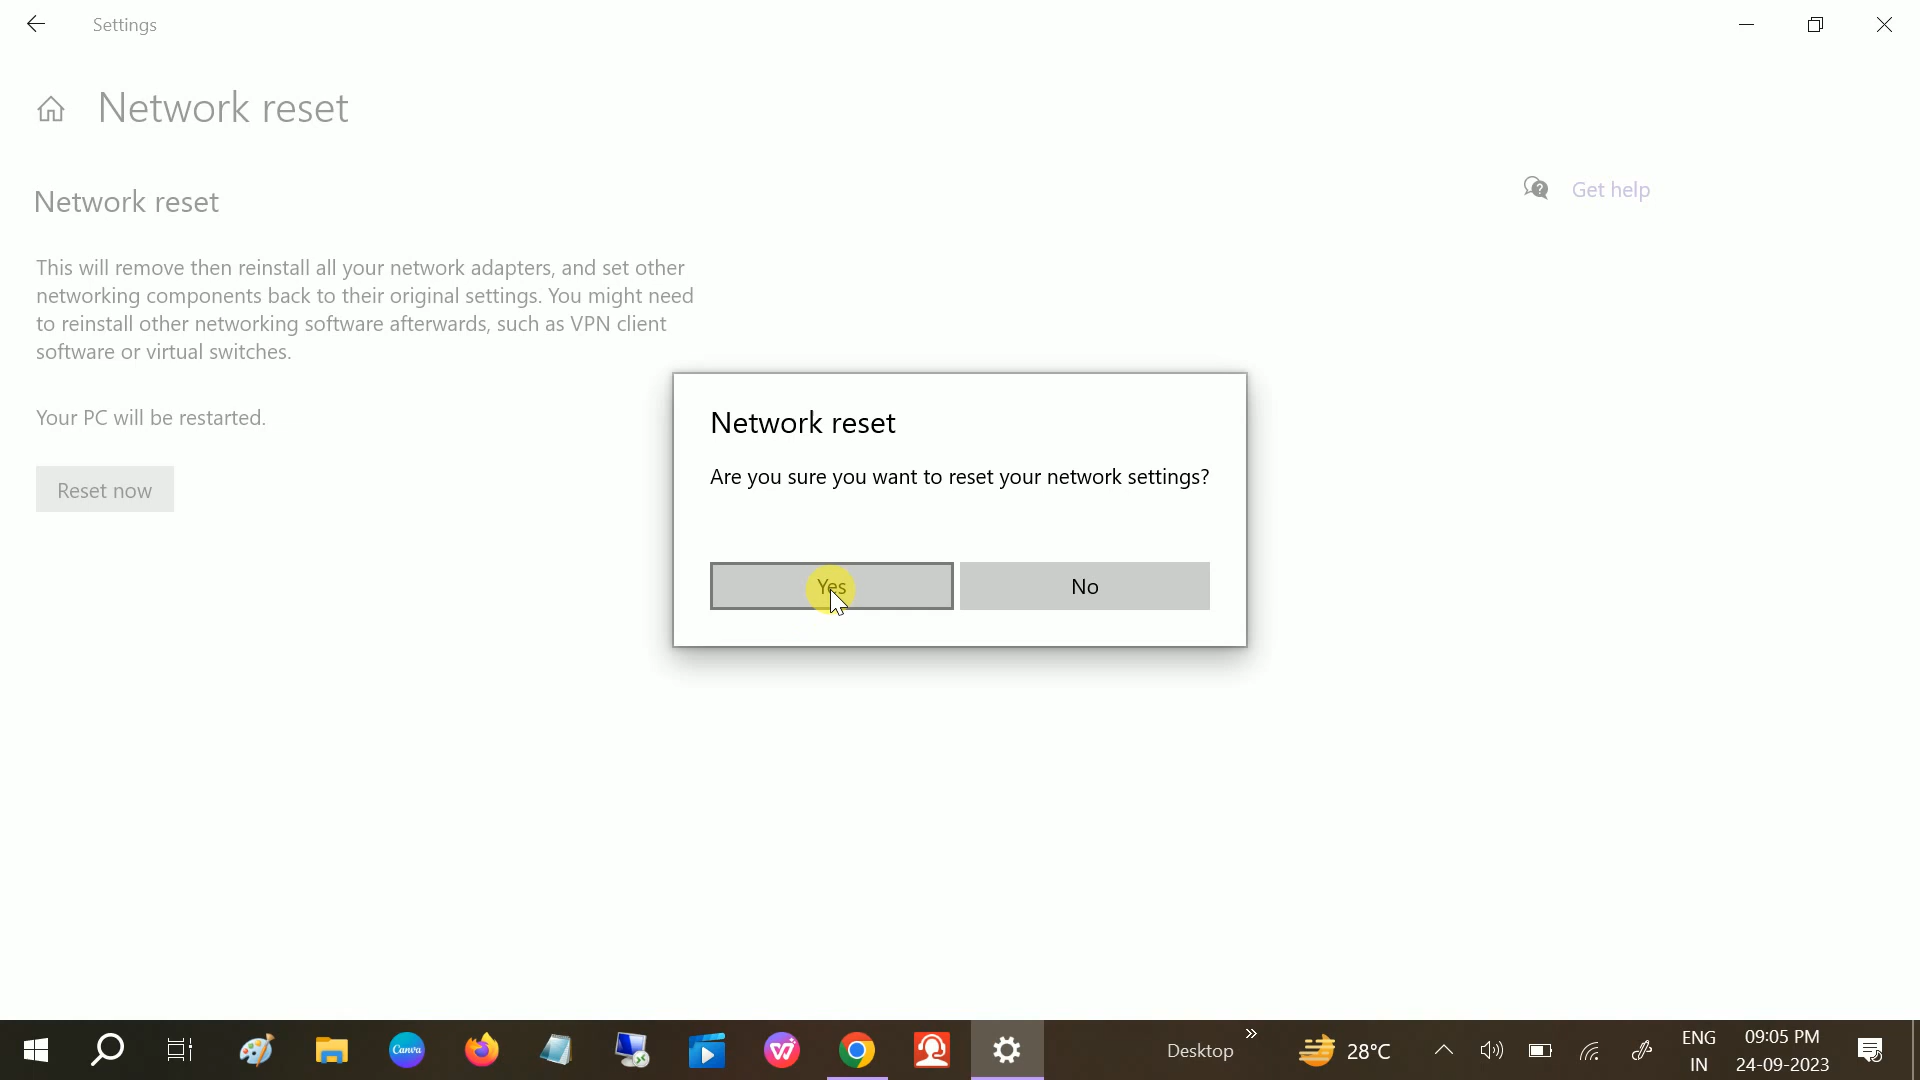 Settings
Network reset
Network reset
Get help
This will remove then reinstall all your network adapters, and set other
networking components back to their original settings. You might need
to reinstall other networking software afterwards, such as VPN client
software or virtual switches.
Your PC will be restarted.
Reset now
Network reset
Are you sure you want to reset your network settings?
Yes
No
Canva
Desktop
28°C
ENG
IN
09:05 PM
24-09-2023